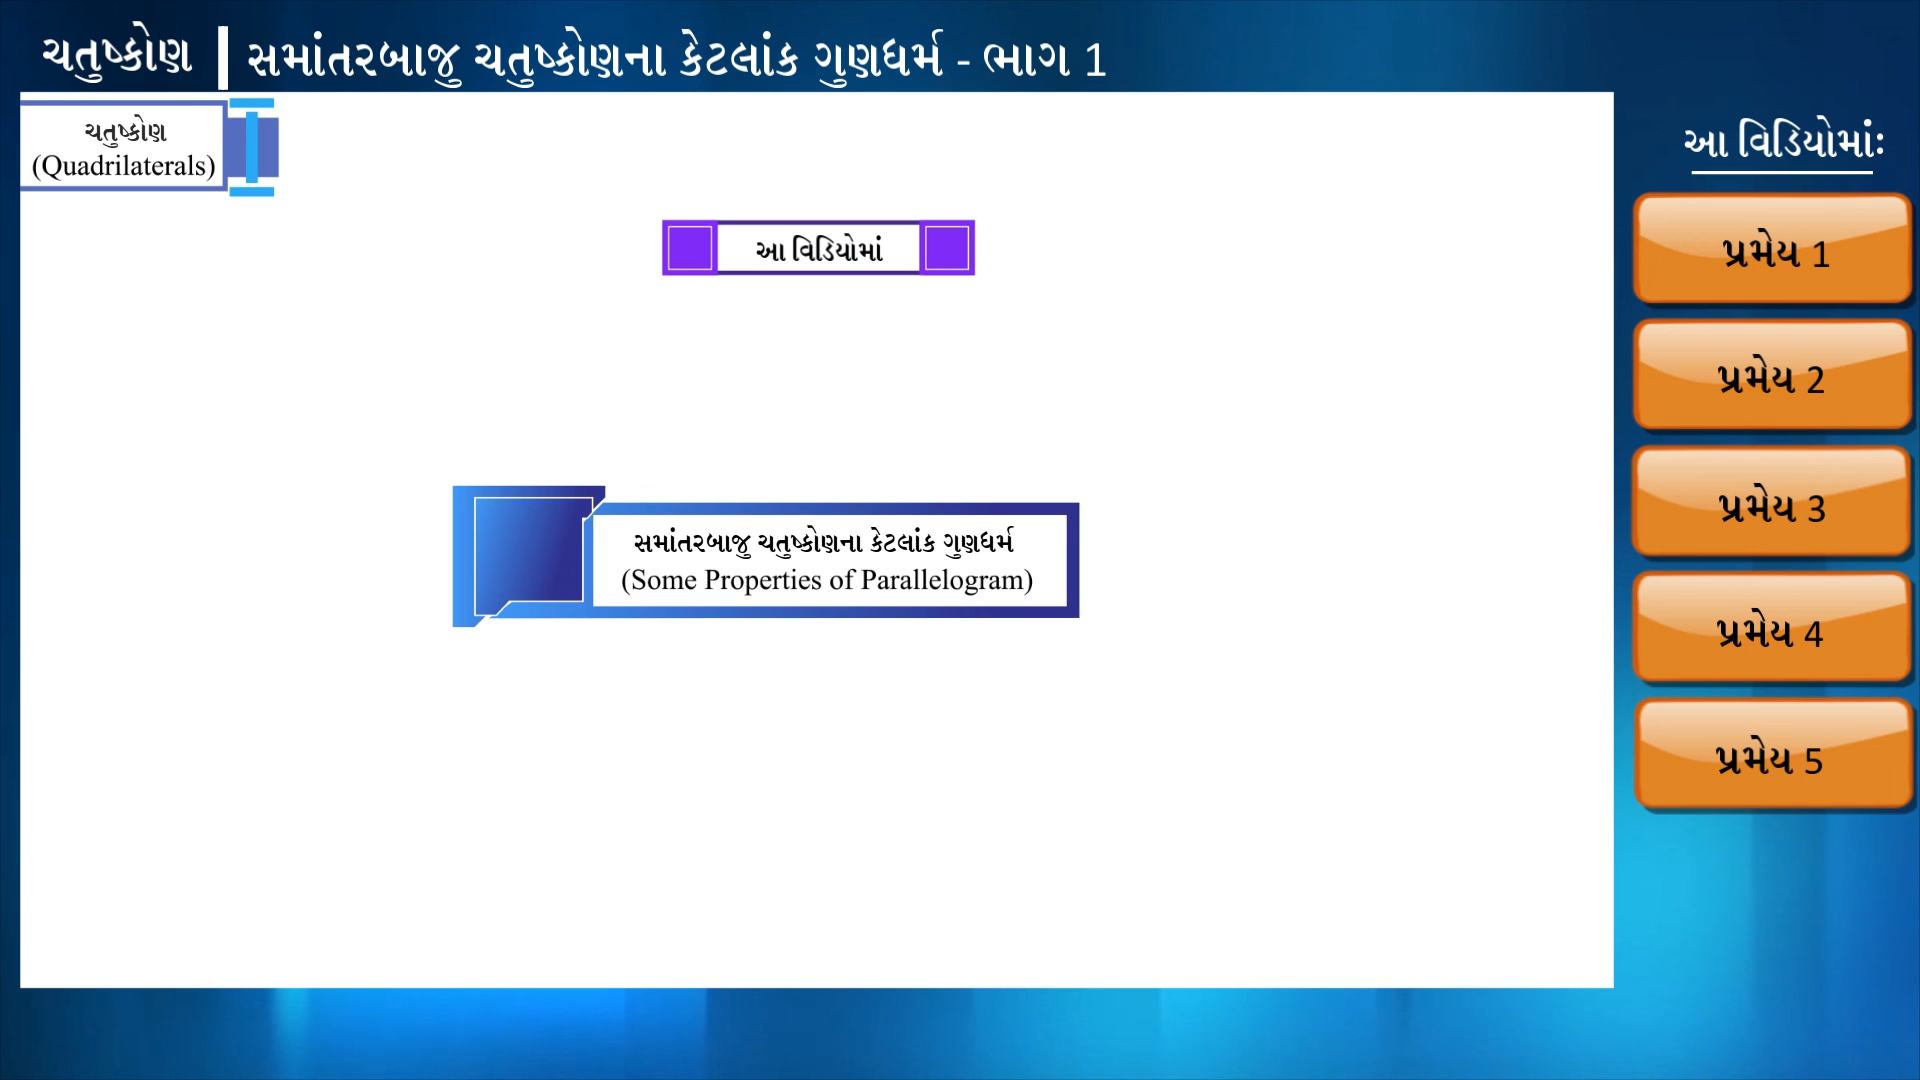 ચતુષ્કોણ | સમાંતરબાજુ ચતુષ્કોણના કેટલાંક ગુણધર્મ - ભાગ 1
ચતુષ્કોણ
(Quadrilaterals)
આ વિડિયોમાં
સમાંતરબાજુ ચતુષ્કોણના કેટલાંક ગુણધર્મ
(Some Properties of Parallelogram)
આ વિડિયોમાંઃ
પ્રમેય 1
પ્રમેય 2
પ્રમેય 3
પ્રમેય 4
પ્રમેય 5